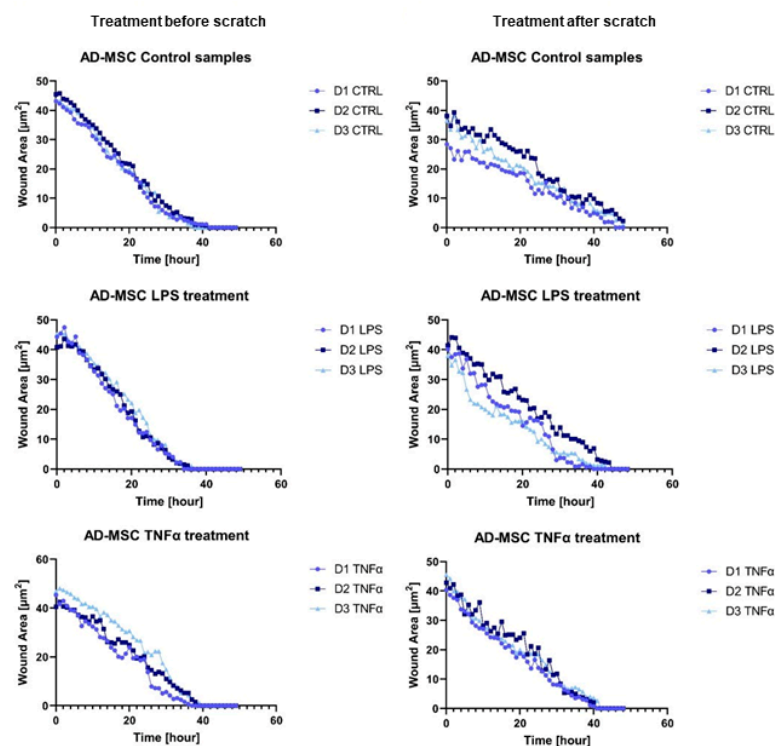 Treatment before scratch
Treatment after scratch
AD-MSC Control samples
50
40
30
20
10
0
Wound Area [µm²]
0 20 40 60
Time [hour]
D1 CTRL
D2 CTRL
D3 CTRL
AD-MSC Control samples
50
40
30
20
10
0
Wound Area [µm²]
0 20 40 60
Time [hour]
D1 CTRL
D2 CTRL
D3 CTRL
AD-MSC LPS treatment
50
40
30
20
10
0
Wound Area [µm²]
0 20 40 60
Time [hour]
D1 LPS
D2 LPS
D3 LPS
AD-MSC LPS treatment
50
40
30
20
10
0
Wound Area [µm²]
0 20 40 60
Time [hour]
D1 LPS
D2 LPS
D3 LPS
AD-MSC TNFα treatment
60
40
20
0
Wound Area [µm²]
0 20 40 60
Time [hour]
D1 TNFα
D2 TNFα
D3 TNFα
AD-MSC TNFα treatment
50
40
30
20
10
0
Wound Area [µm²]
0 20 40 60
Time [hour]
D1 TNFα
D2 TNFα
D3 TNFα